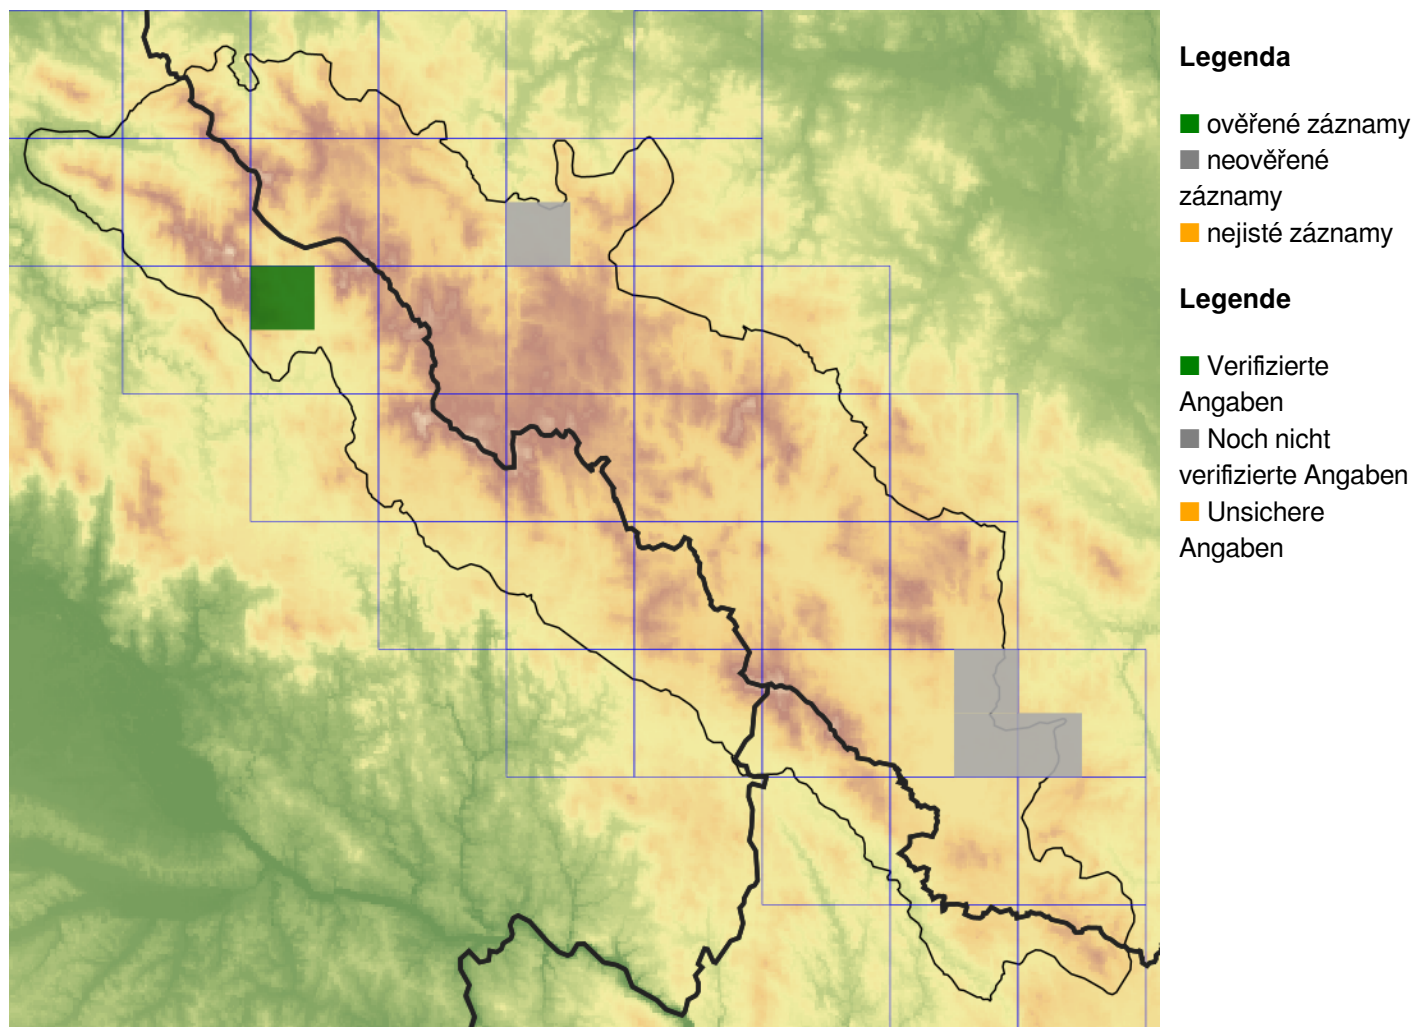 Legenda
ověřené záznamy
neověřené
záznamy
nejisté záznamy
Legende
Verifizierte
Angaben
Noch nicht
verifizierte Angaben
Unsichere
Angaben